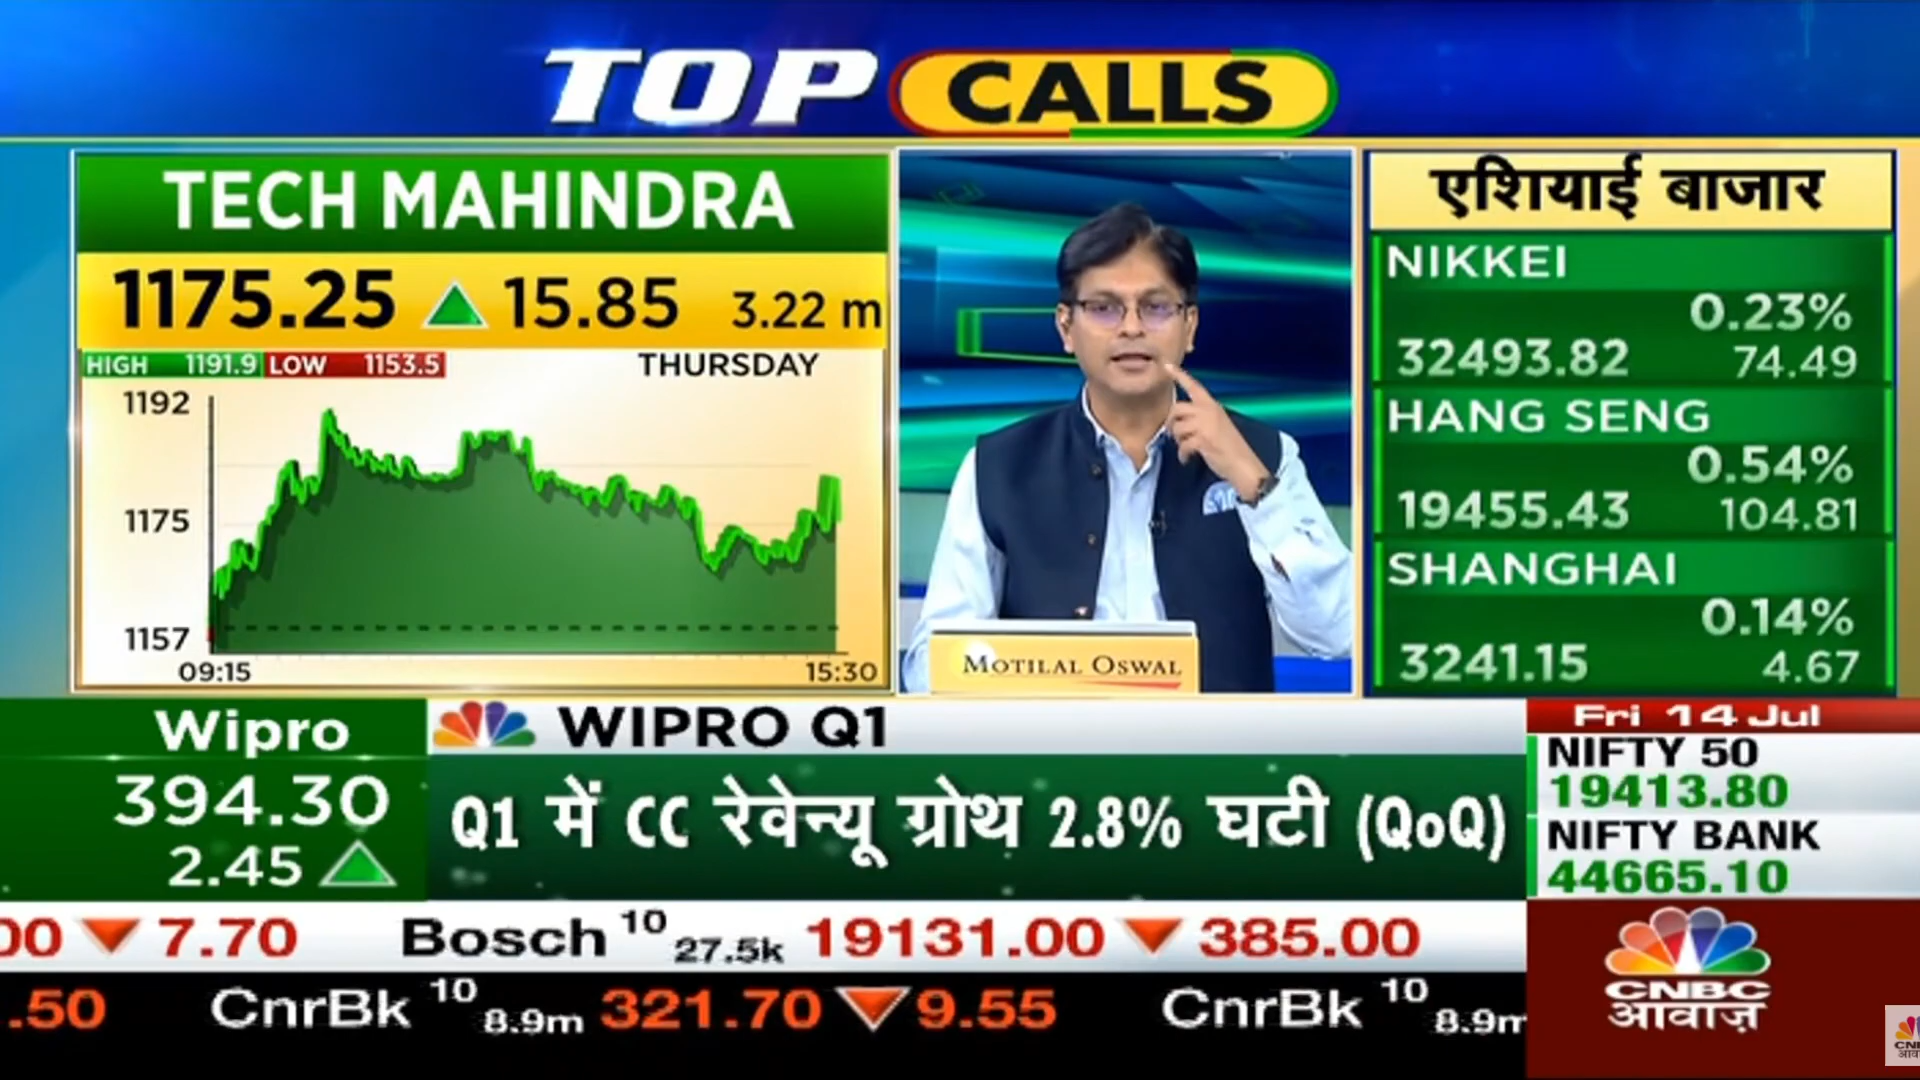 TOP CALLS
TECH MAHINDRA
1175.25 15.85 3.22 m
HIGH 1191.9 LOW 1153.5 THURSDAY
1192
1175
1157
09:15 15:30
MOTILAL OSWAL
एशियाई बाजार
NIKKEI
0.23%
32493.82 74.49
HANG SENG
0.54%
19455.43 104.81
SHANGHAI
0.14%
3241.15 4.67
Wipro
394.30
2.45
WIPRO Q1
Q1 में CC रेवेन्यू ग्रोथ 2.8% घटी (QoQ)
Fri 14 Jul
NIFTY 50
19413.80
NIFTY BANK
44665.10
00 7.70 Bosch 10 27.5k 19131.00 385.00
.50 CnrBk 10 8.9m 321.70 9.55 CnrBk 10 8.9m
CNBC
आवाज़